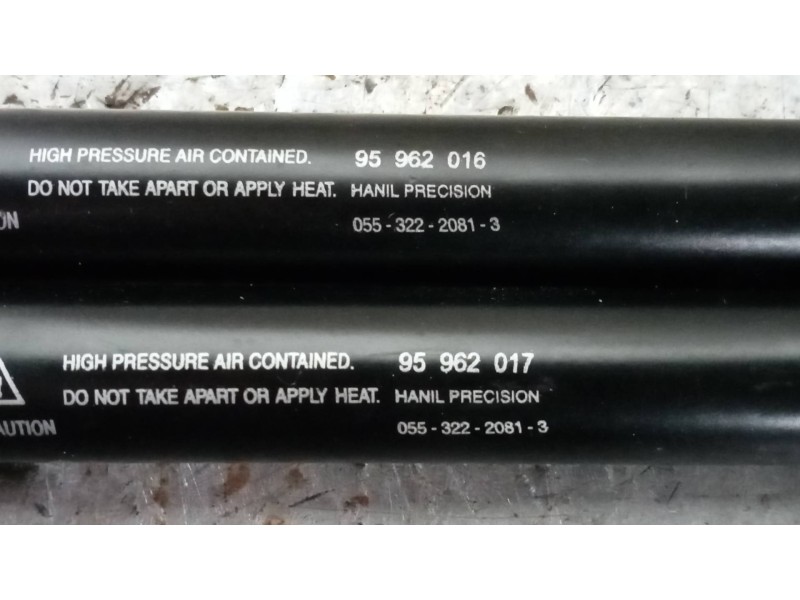 HIGH PRESSURE AIR CONTAINED. 95 962 016
DO NOT TAKE APART OR APPLY HEAT. HANIL PRECISION
055-322-2081-3
HIGH PRESSURE AIR CONTAINED. 95 962 017
DO NOT TAKE APART OR APPLY HEAT. HANIL PRECISION
AUTION 055-322-2081-3